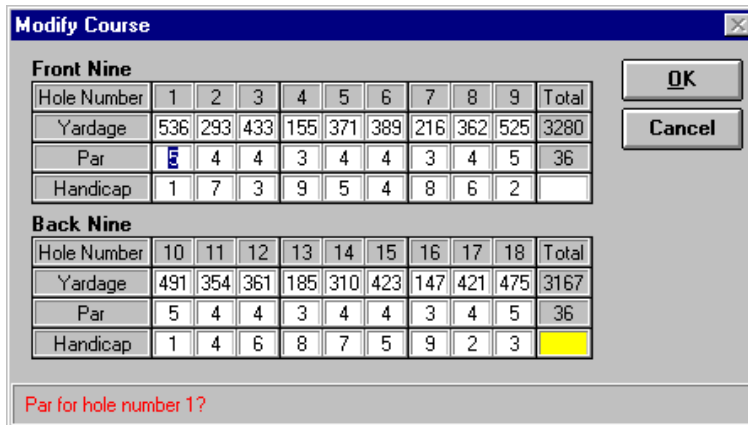 Modify Course
Front Nine
OK
Cancel
Hole Number 1 2 3 4 5 6 7 8 9 Total
Yardage 536 293 433 155 371 389 216 362 525 3280
Par 5 4 4 3 4 4 3 4 5 36
Handicap 1 7 3 9 5 4 8 6 2
Back Nine
Hole Number 10 11 12 13 14 15 16 17 18 Total
Yardage 491 354 361 185 310 423 147 421 475 3167
Par 5 4 4 3 4 4 3 4 5 36
Handicap 1 4 6 8 7 5 9 2 3
Par for hole number 1?